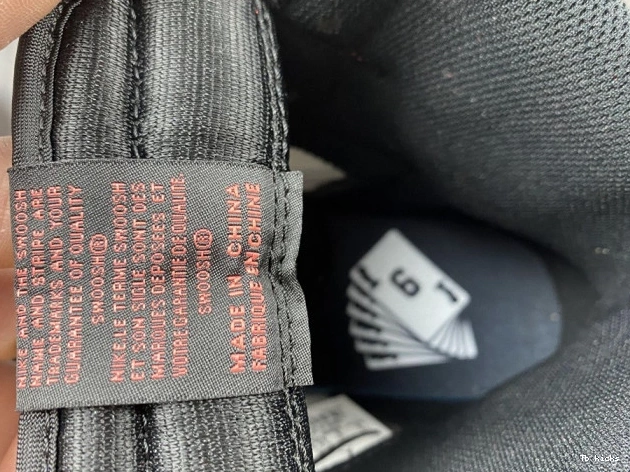 NIKE AND THE SWOOSH
NAME AND STRIPE ARE
TRADEMARKS AND YOUR
GUARANTEE OF QUALITY
SWOOSH®
NIKE.LE TERME SWOOSH
ET SON SIGLE SONT DES
MARQUES DEPOSEES ET
VOTRE GARANTIE DE QUALITE
SWOOSH®
MADE IN CHINA
FABRIQUE EN CHINE
Tb kicks